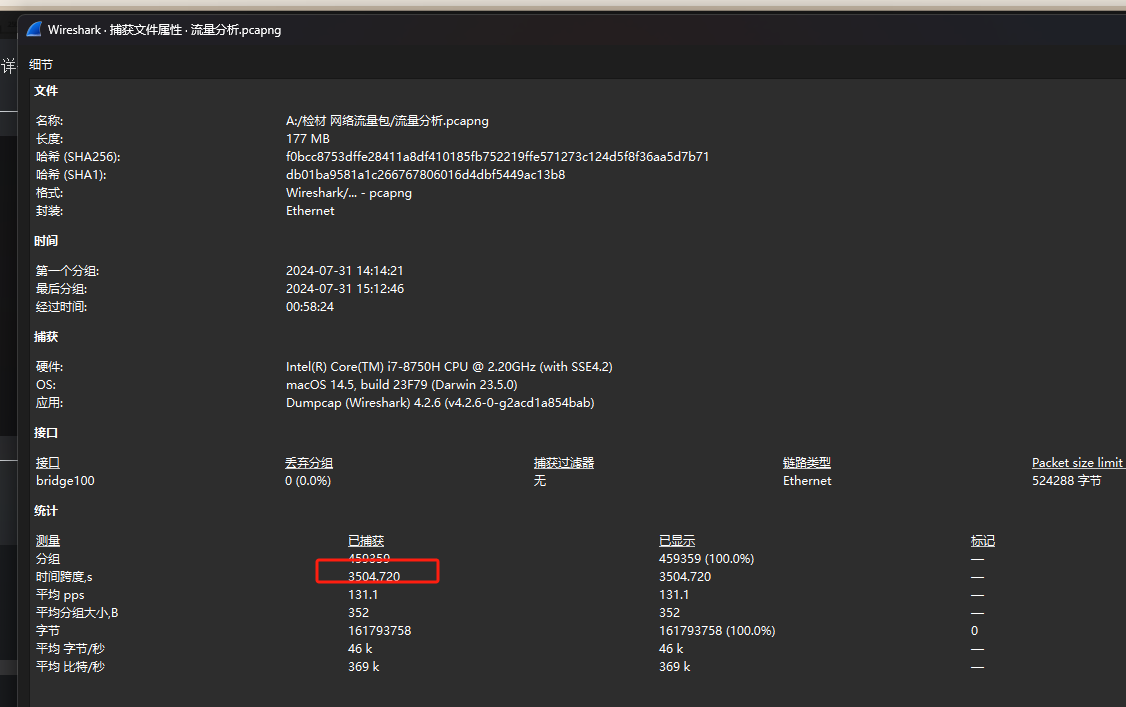 Wireshark · 捕获文件属性 · 流量分析.pcapng
详
细节
文件
名称: A:/检材 网络流量包/流量分析.pcapng
长度: 177 MB
哈希 (SHA256): f0bcc8753dffe28411a8df410185fb752219ffe571273c124d5f8f36aa5d7b71
哈希 (SHA1): db01ba9581a1c266767806016d4dbf5449ac13b8
格式: Wireshark/... - pcapng
封装: Ethernet
时间
第一个分组: 2024-07-31 14:14:21
最后分组: 2024-07-31 15:12:46
经过时间: 00:58:24
捕获
硬件: Intel(R) Core(TM) i7-8750H CPU @ 2.20GHz (with SSE4.2)
OS: macOS 14.5, build 23F79 (Darwin 23.5.0)
应用: Dumpcap (Wireshark) 4.2.6 (v4.2.6-0-g2acd1a854bab)
接口
接口 丢弃分组 捕获过滤器 链路类型 Packet size limit
bridge100 0 (0.0%) 无 Ethernet 524288 字节
统计
测量 已捕获 已显示 标记
分组 459359 459359 (100.0%) —
时间跨度,s 3504.720 3504.720 —
平均 pps 131.1 131.1 —
平均分组大小,B 352 352 —
字节 161793758 161793758 (100.0%) 0
平均 字节/秒 46 k 46 k —
平均 比特/秒 369 k 369 k —